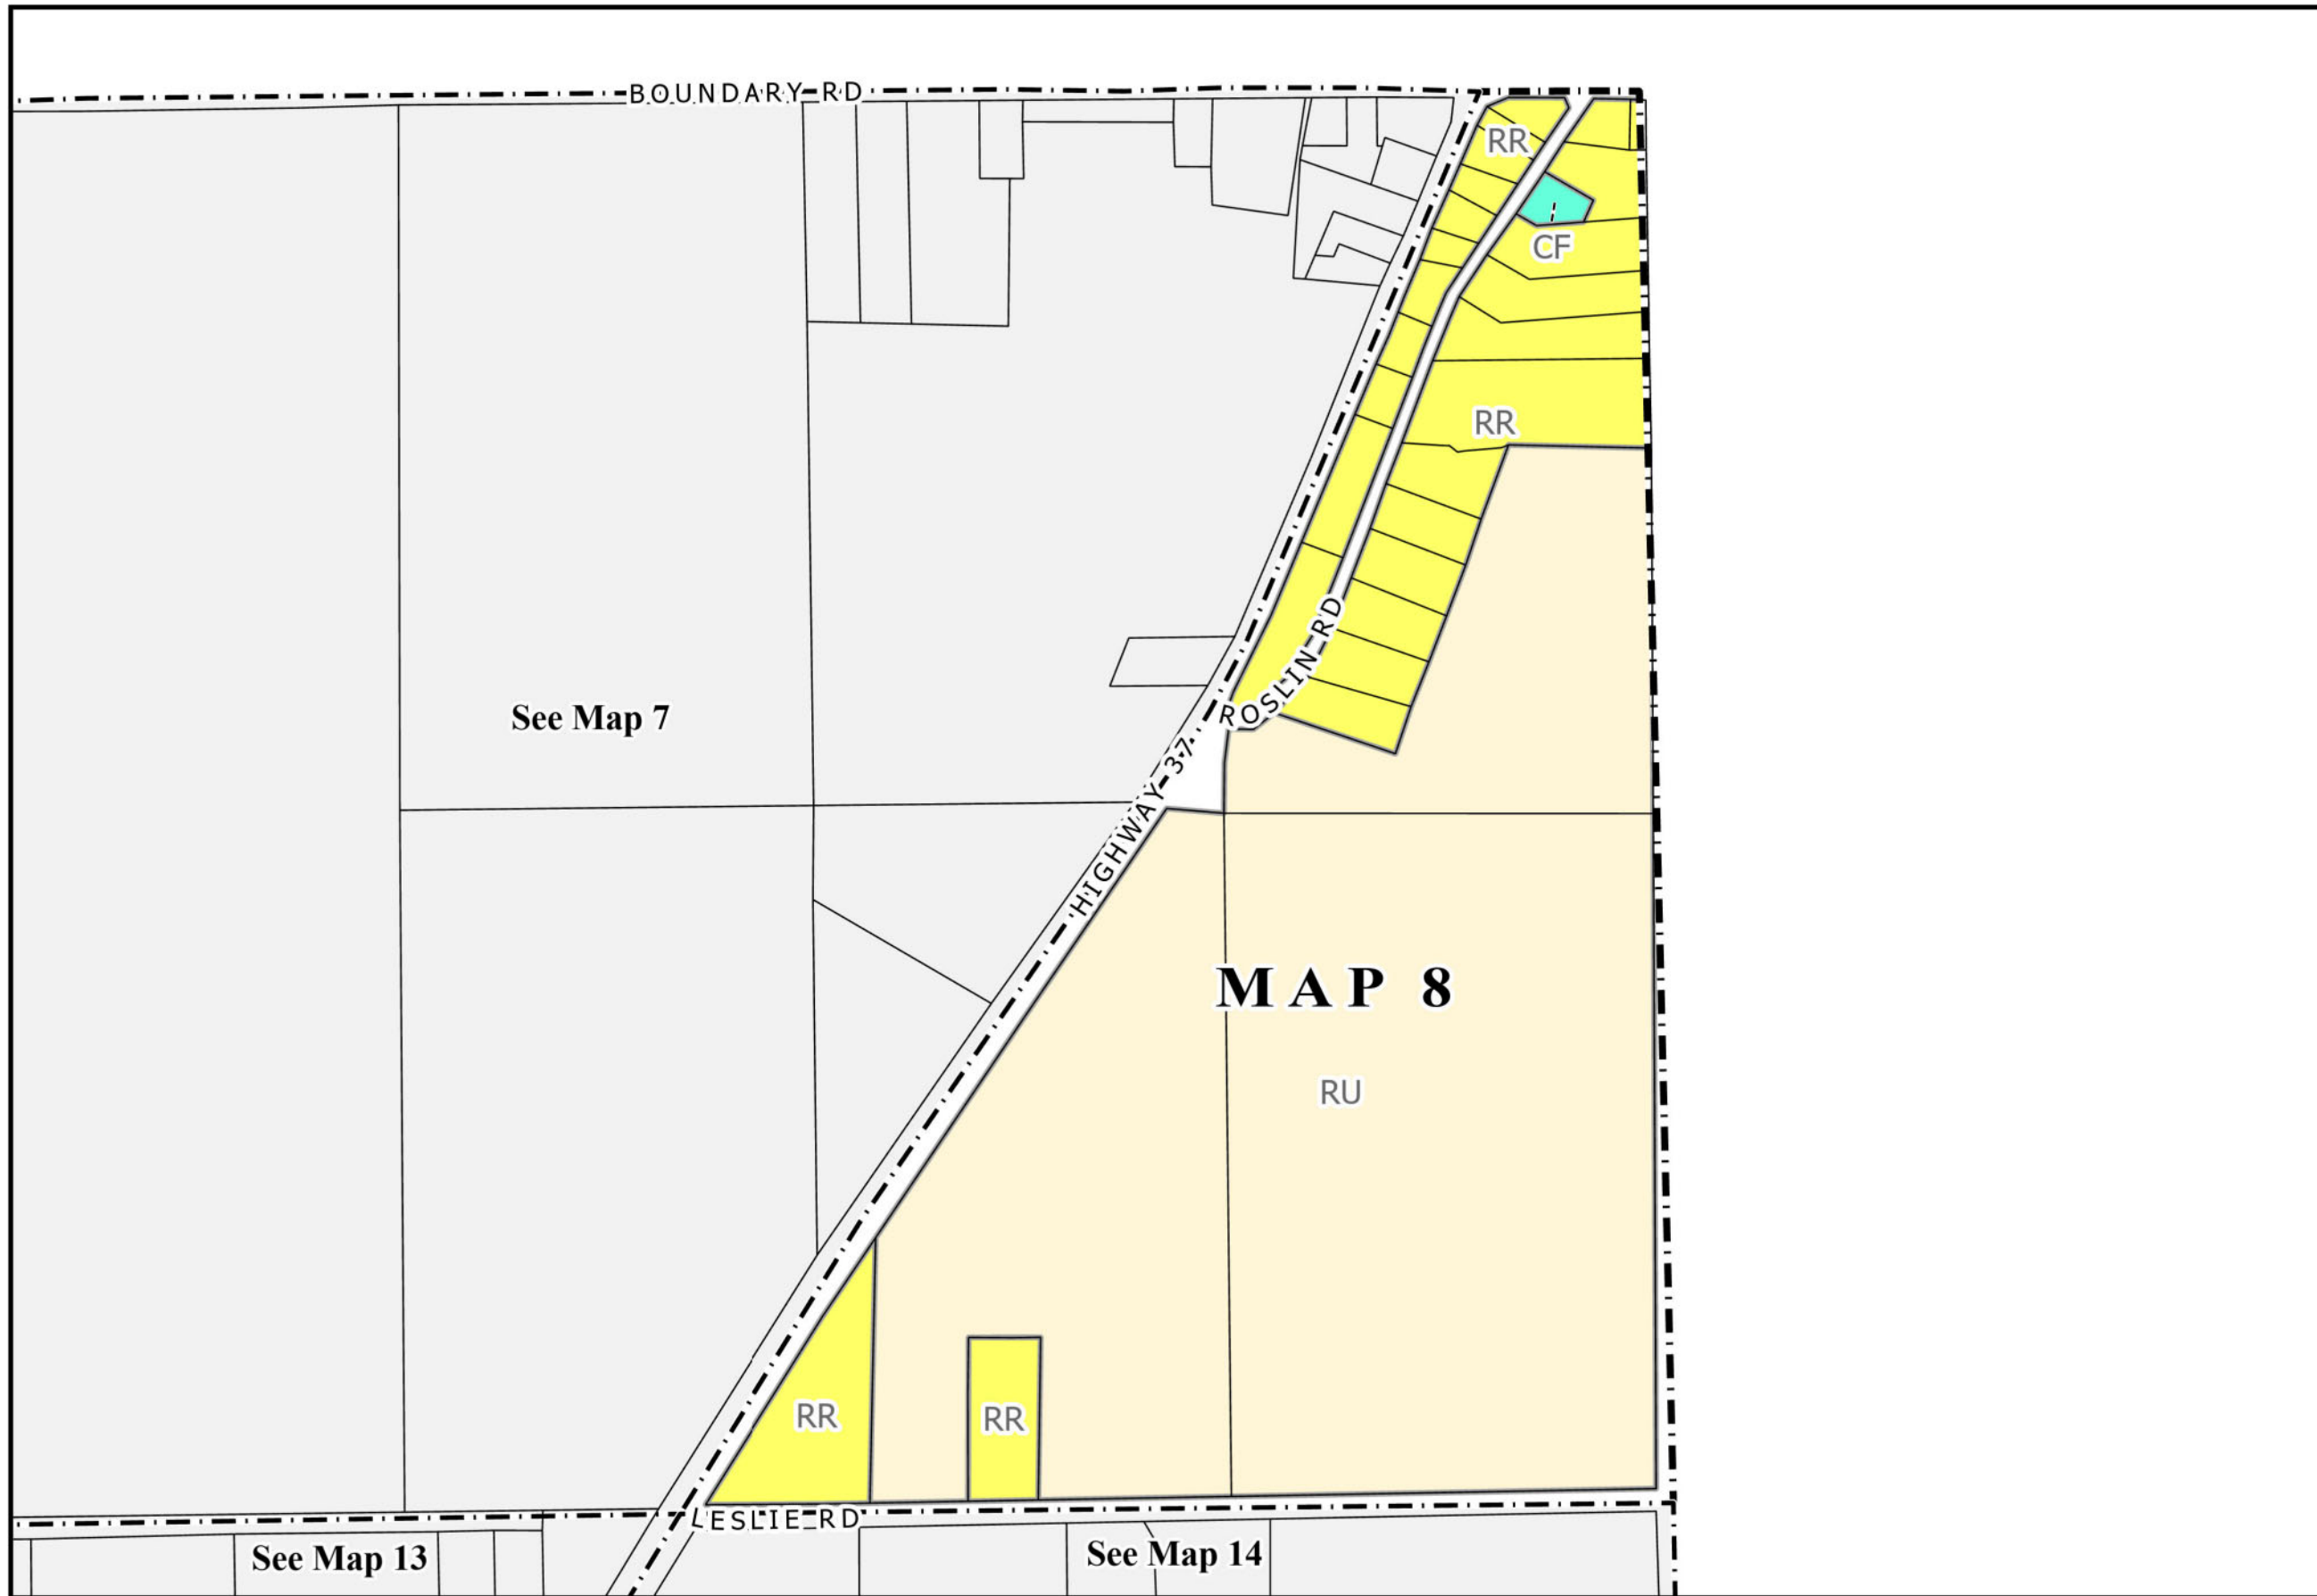 BOUNDARY RD
RR
CF
RR
ROSLIN RD
See Map 7
HIGHWAY 37
MAP 8
RU
RR
RR
LESLIE RD
See Map 13
See Map 14